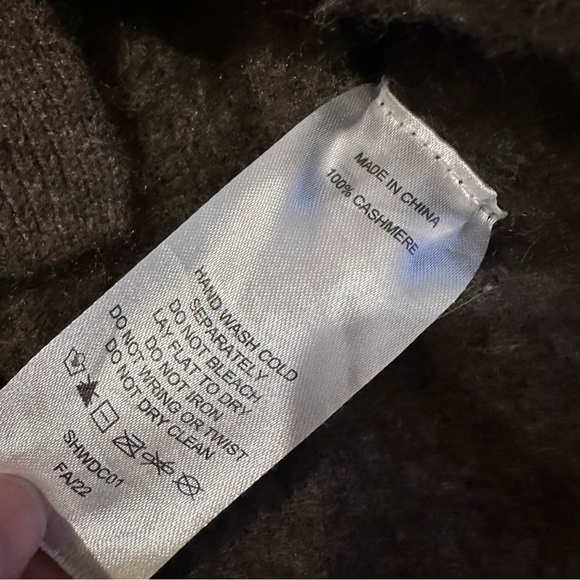 MADE IN CHINA
100% CASHMERE
HAND WASH COLD
SEPARATELY
DO NOT BLEACH
LAY FLAT TO DRY
DO NOT IRON
DO NOT WRING OR TWIST
DO NOT DRY CLEAN
SHWDC01
FA/22